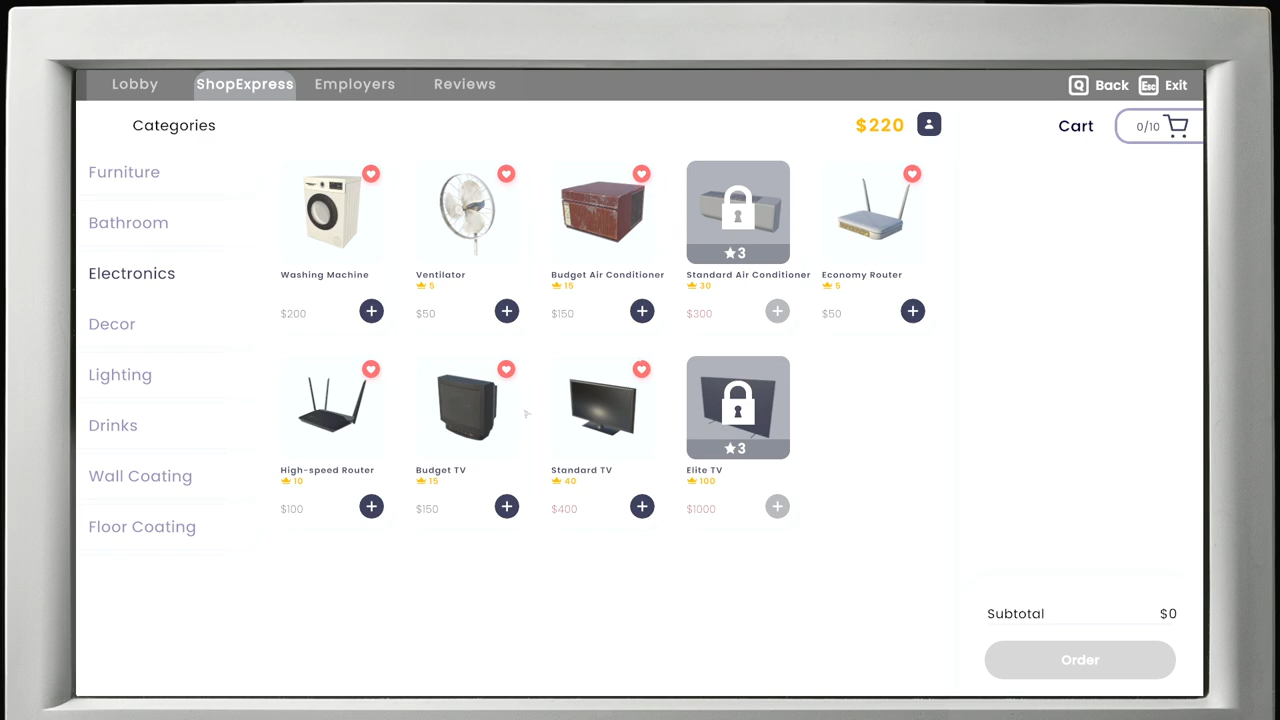 Lobby ShopExpress Employers Reviews Q Back Esc Exit
Categories $220 Cart 0/10
Furniture
Bathroom
Electronics
Decor
Lighting
Drinks
Wall Coating
Floor Coating
3
Washing Machine Ventilator Budget Air Conditioner Standard Air Conditioner Economy Router
5 15 30 5
$200 $50 $150 $300 $50
3
High-speed Router Budget TV Standard TV Elite TV
10 15 40 100
$100 $150 $400 $1000
Subtotal $0
Order